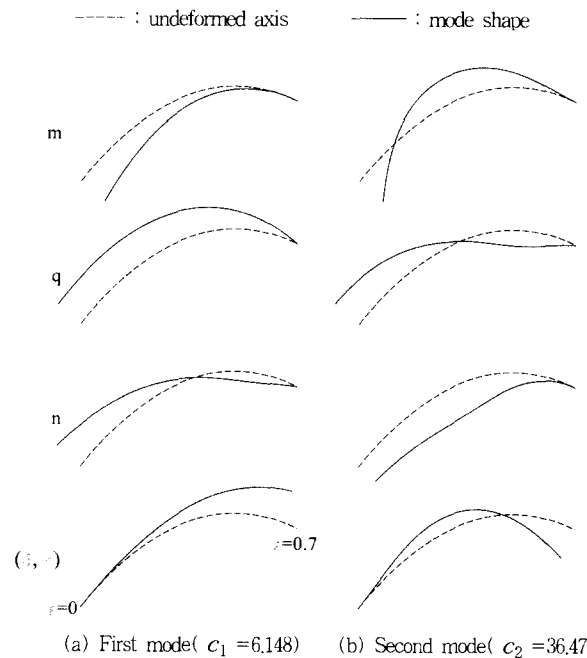 : undeformed axis : mode shape
m
q
n
=0.7
=0
(a) First mode( c₁ =6.148) (b) Second mode( c₂ =36.47